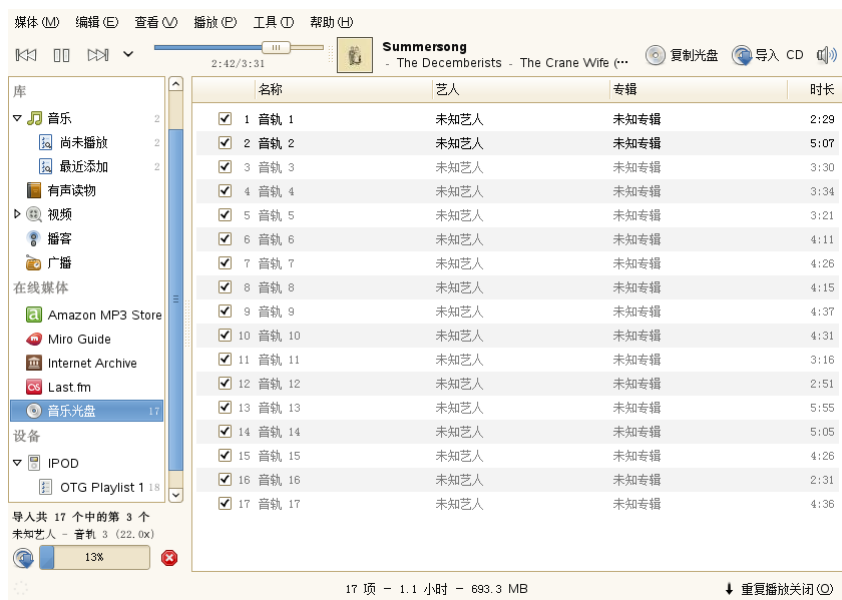 媒体 (M) 编辑 (E) 查看 (V) 播放 (P) 工具 (T) 帮助 (H)
2:42/3:31
Summersong
- The Decemberists - The Crane Wife (···
复制光盘 导入 CD
库
音乐 2
尚未播放 2
最近添加 2
有声读物
视频
播客
广播
在线媒体
Amazon MP3 Store
Miro Guide
Internet Archive
Last.fm
音乐光盘 17
设备
IPOD
OTG Playlist 1 18
导入共 17 个中的第 3 个
未知艺人 - 音轨 3 (22.0x)
13%
名称 艺人 专辑 时长
1 音轨 1 未知艺人 未知专辑 2:29
2 音轨 2 未知艺人 未知专辑 5:07
3 音轨 3 未知艺人 未知专辑 3:30
4 音轨 4 未知艺人 未知专辑 3:34
5 音轨 5 未知艺人 未知专辑 3:21
6 音轨 6 未知艺人 未知专辑 4:11
7 音轨 7 未知艺人 未知专辑 4:26
8 音轨 8 未知艺人 未知专辑 4:15
9 音轨 9 未知艺人 未知专辑 4:37
10 音轨 10 未知艺人 未知专辑 4:31
11 音轨 11 未知艺人 未知专辑 3:16
12 音轨 12 未知艺人 未知专辑 2:51
13 音轨 13 未知艺人 未知专辑 5:55
14 音轨 14 未知艺人 未知专辑 5:05
15 音轨 15 未知艺人 未知专辑 4:26
16 音轨 16 未知艺人 未知专辑 2:31
17 音轨 17 未知艺人 未知专辑 4:36
17 项 - 1.1 小时 - 693.3 MB
重复播放关闭(O)